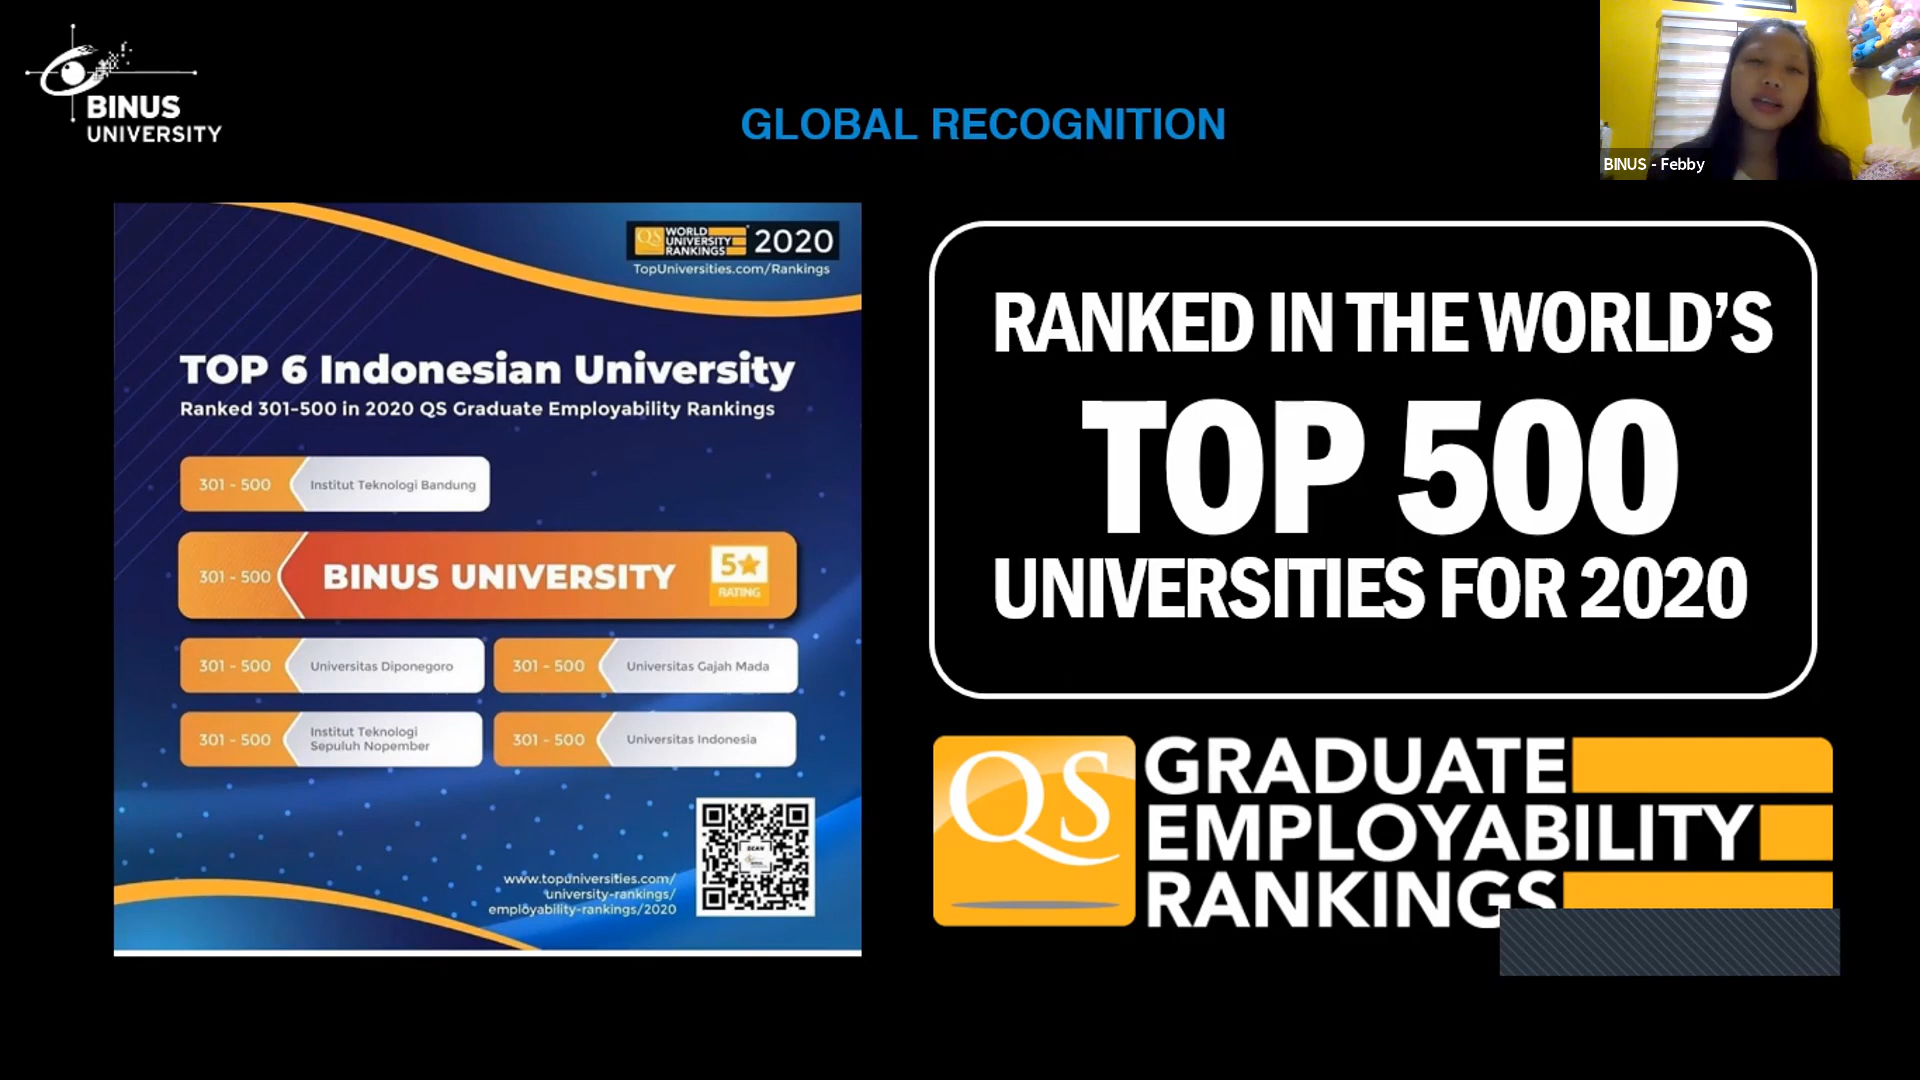 BINUS
UNIVERSITY
GLOBAL RECOGNITION
BINUS - Febby
QS WORLD
UNIVERSITY
RANKINGS
2020
TopUniversities.com/Rankings
TOP 6 Indonesian University
Ranked 301-500 in 2020 QS Graduate Employability Rankings
301 - 500 Institut Teknologi Bandung
301 - 500 BINUS UNIVERSITY 5
RATING
301 - 500 Universitas Diponegoro
301 - 500 Universitas Gajah Mada
301 - 500 Institut Teknologi
Sepuluh Nopember
301 - 500 Universitas Indonesia
SCAN
www.topuniversities.com/
university-rankings/
employability-rankings/2020
RANKED IN THE WORLD'S
TOP 500
UNIVERSITIES FOR 2020
QS GRADUATE
EMPLOYABILITY
RANKINGS